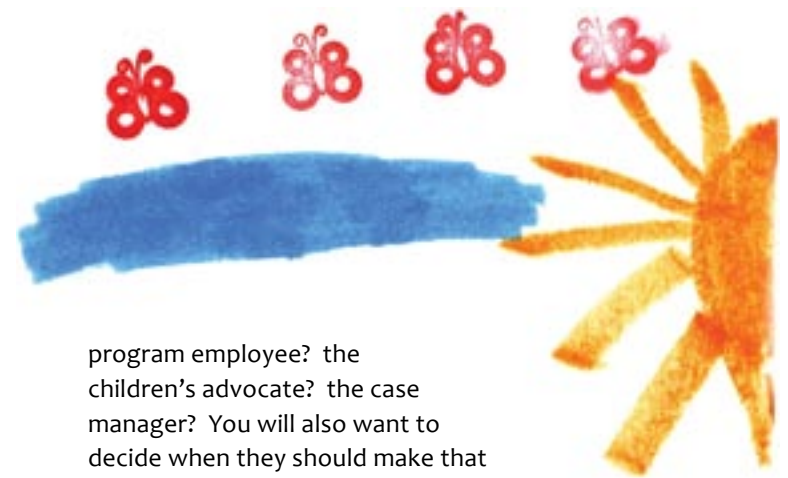 program employee?  the
children’s advocate?  the case
manager?  You will also want to
decide when they should make that